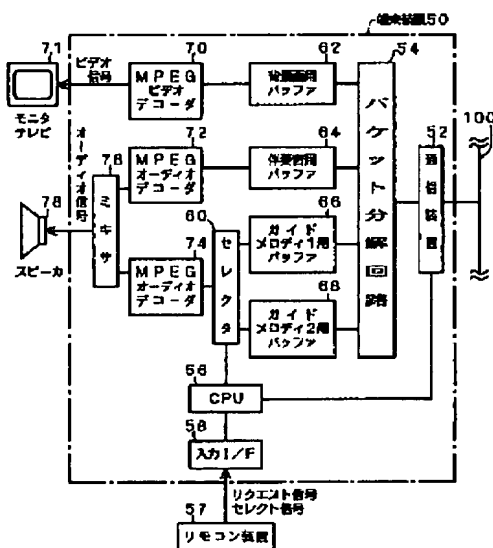 端末装置50
71
ビデオ
信号
70
62
54
MPEG
ビデオ
デコーダ
背景画用
バッファ
モニタ
テレビ
オーディオ信号
72
64
52
100
MPEG
オーディオ
デコーダ
伴奏音用
バッファ
パケット分解回路
通信装置
76
78
ミキサ
60
66
スピーカ
74
MPEG
オーディオ
デコーダ
セレクタ
ガイド
メロディ1用
バッファ
68
ガイド
メロディ2用
バッファ
56
CPU
58
入力I/F
リクエスト信号
セレクト信号
57
リモコン装置